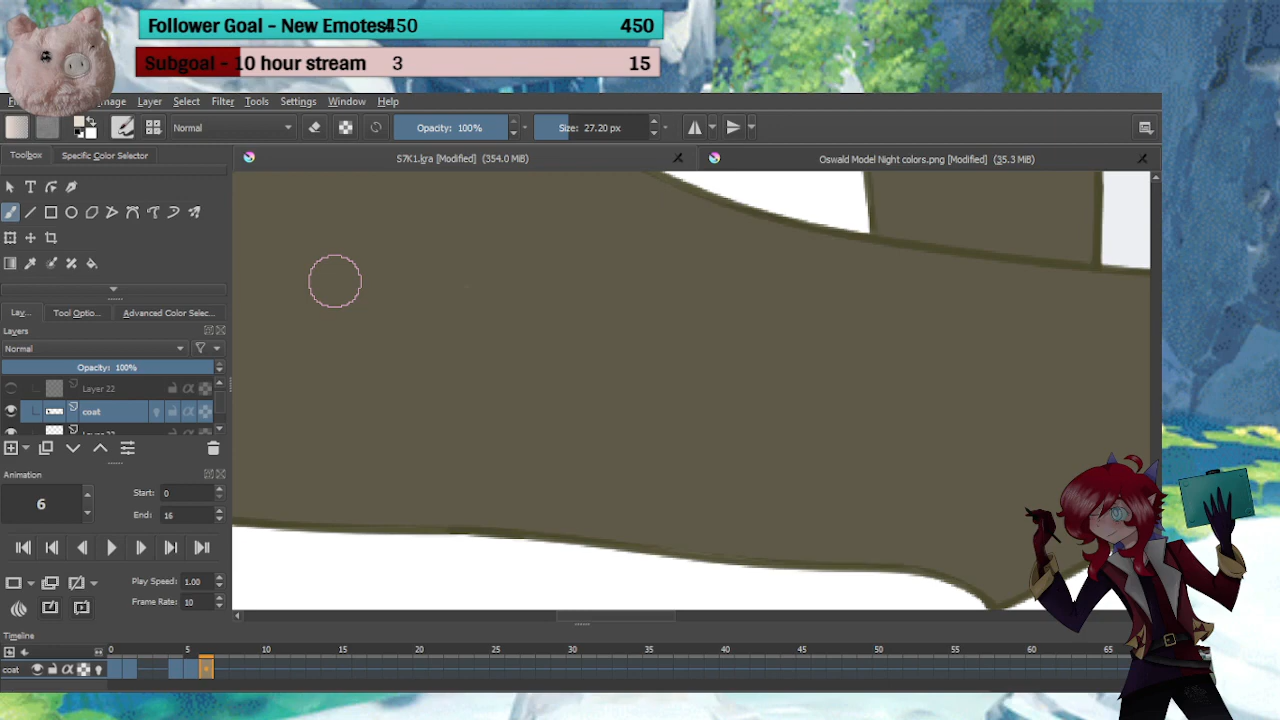 Follower Goal - New Emotes! 450 450
Subgoal - 10 hour stream 3 15
Image Layer Select Filter Tools Settings Window Help
Normal Opacity: 100% Size: 27.20 px
Toolbox Specific Color Selector S7K1.kra [Modified] (354.0 MiB) Oswald Model Night colors.png [Modified] (35.3 MiB)
Lay... Tool Optio... Advanced Color Selec...
Layers
Normal
Opacity: 100%
Layer 22
coat
Animation
6 Start: 0
End: 16
Play Speed: 1.00
Frame Rate: 10
Timeline
0 5 10 15 20 25 30 35 40 45 50 55 60 65
coat